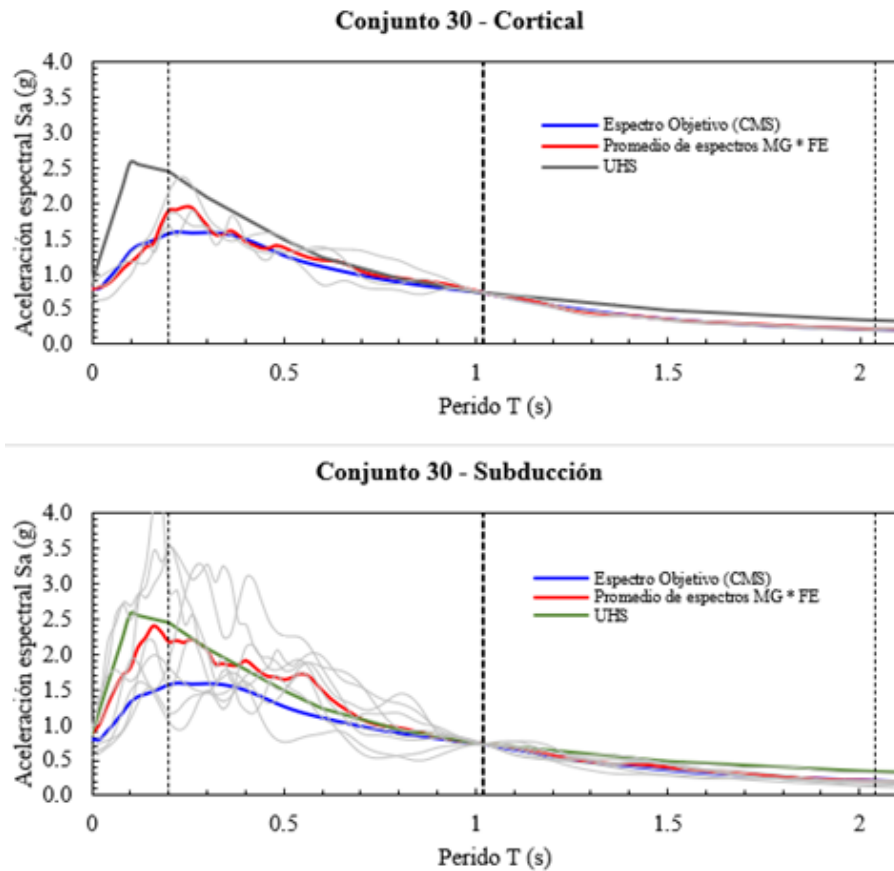 Conjunto 30 - Cortical
Aceleración espectral Sa (g)
4.0
3.5
3.0
2.5
2.0
1.5
1.0
0.5
0.0
Espectro Objetivo (CMS)
Promedio de espectros MG * FE
UHS
0 0.5 1 1.5 2
Perido T (s)
Conjunto 30 - Subducción
Aceleración espectral Sa (g)
4.0
3.5
3.0
2.5
2.0
1.5
1.0
0.5
0.0
Espectro Objetivo (CMS)
Promedio de espectros MG * FE
UHS
0 0.5 1 1.5 2
Perido T (s)